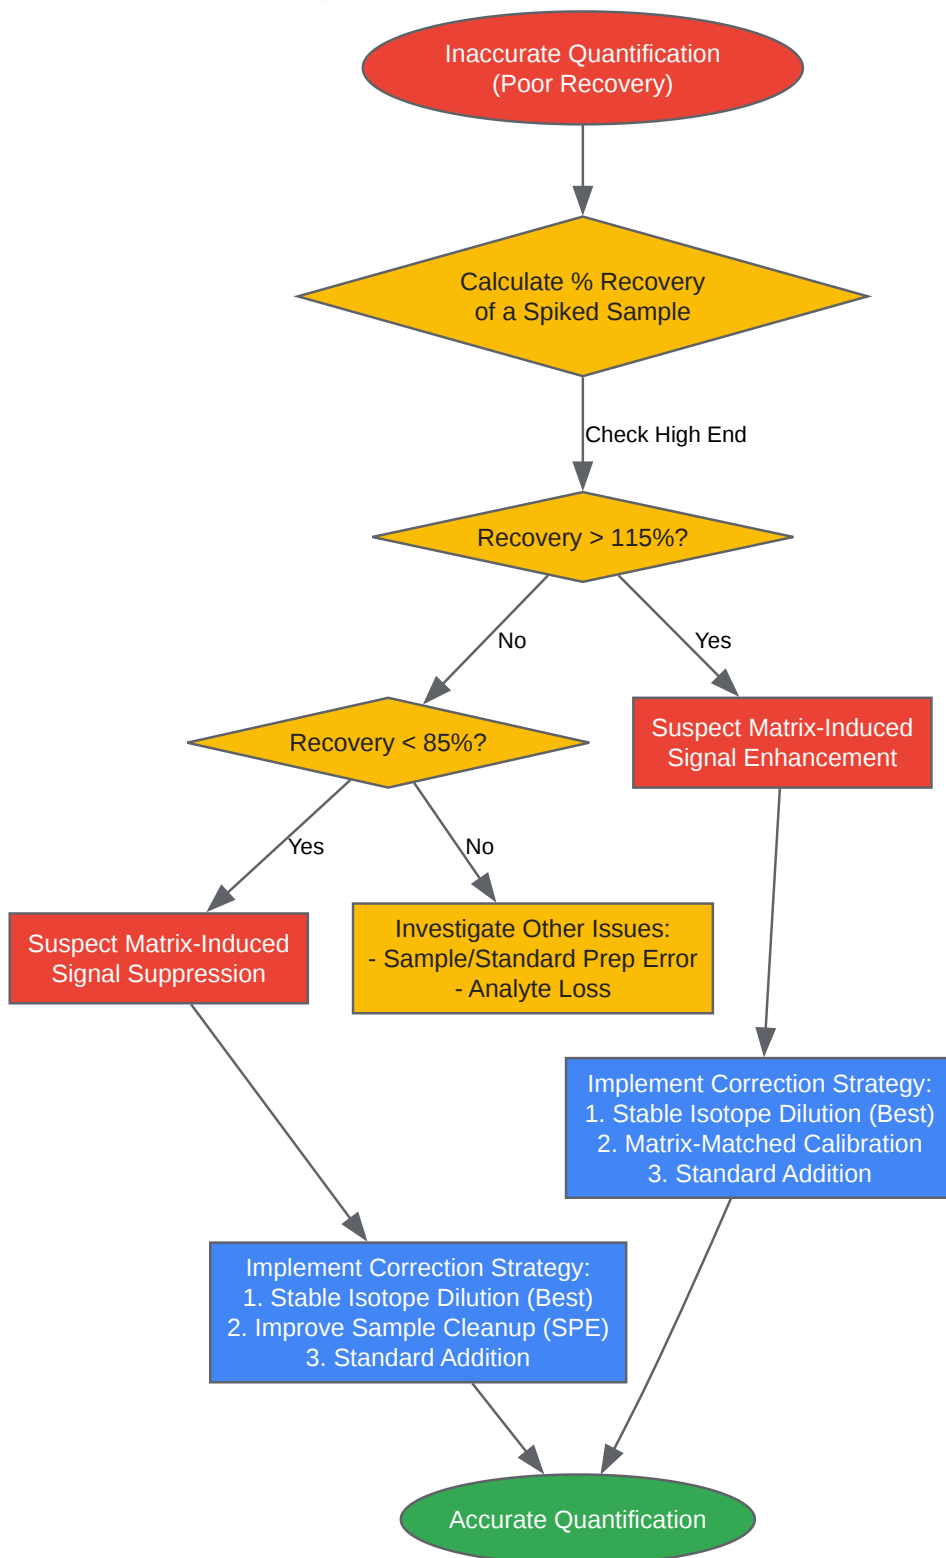 Inaccurate Quantification
(Poor Recovery)
Calculate % Recovery
of a Spiked Sample
Check High End
Recovery > 115%?
No
Yes
Recovery < 85%?
Suspect Matrix-Induced
Signal Enhancement
Yes
No
Suspect Matrix-Induced
Signal Suppression
Investigate Other Issues:
- Sample/Standard Prep Error
- Analyte Loss
Implement Correction Strategy:
1. Stable Isotope Dilution (Best)
2. Matrix-Matched Calibration
3. Standard Addition
Implement Correction Strategy:
1. Stable Isotope Dilution (Best)
2. Improve Sample Cleanup (SPE)
3. Standard Addition
Accurate Quantification